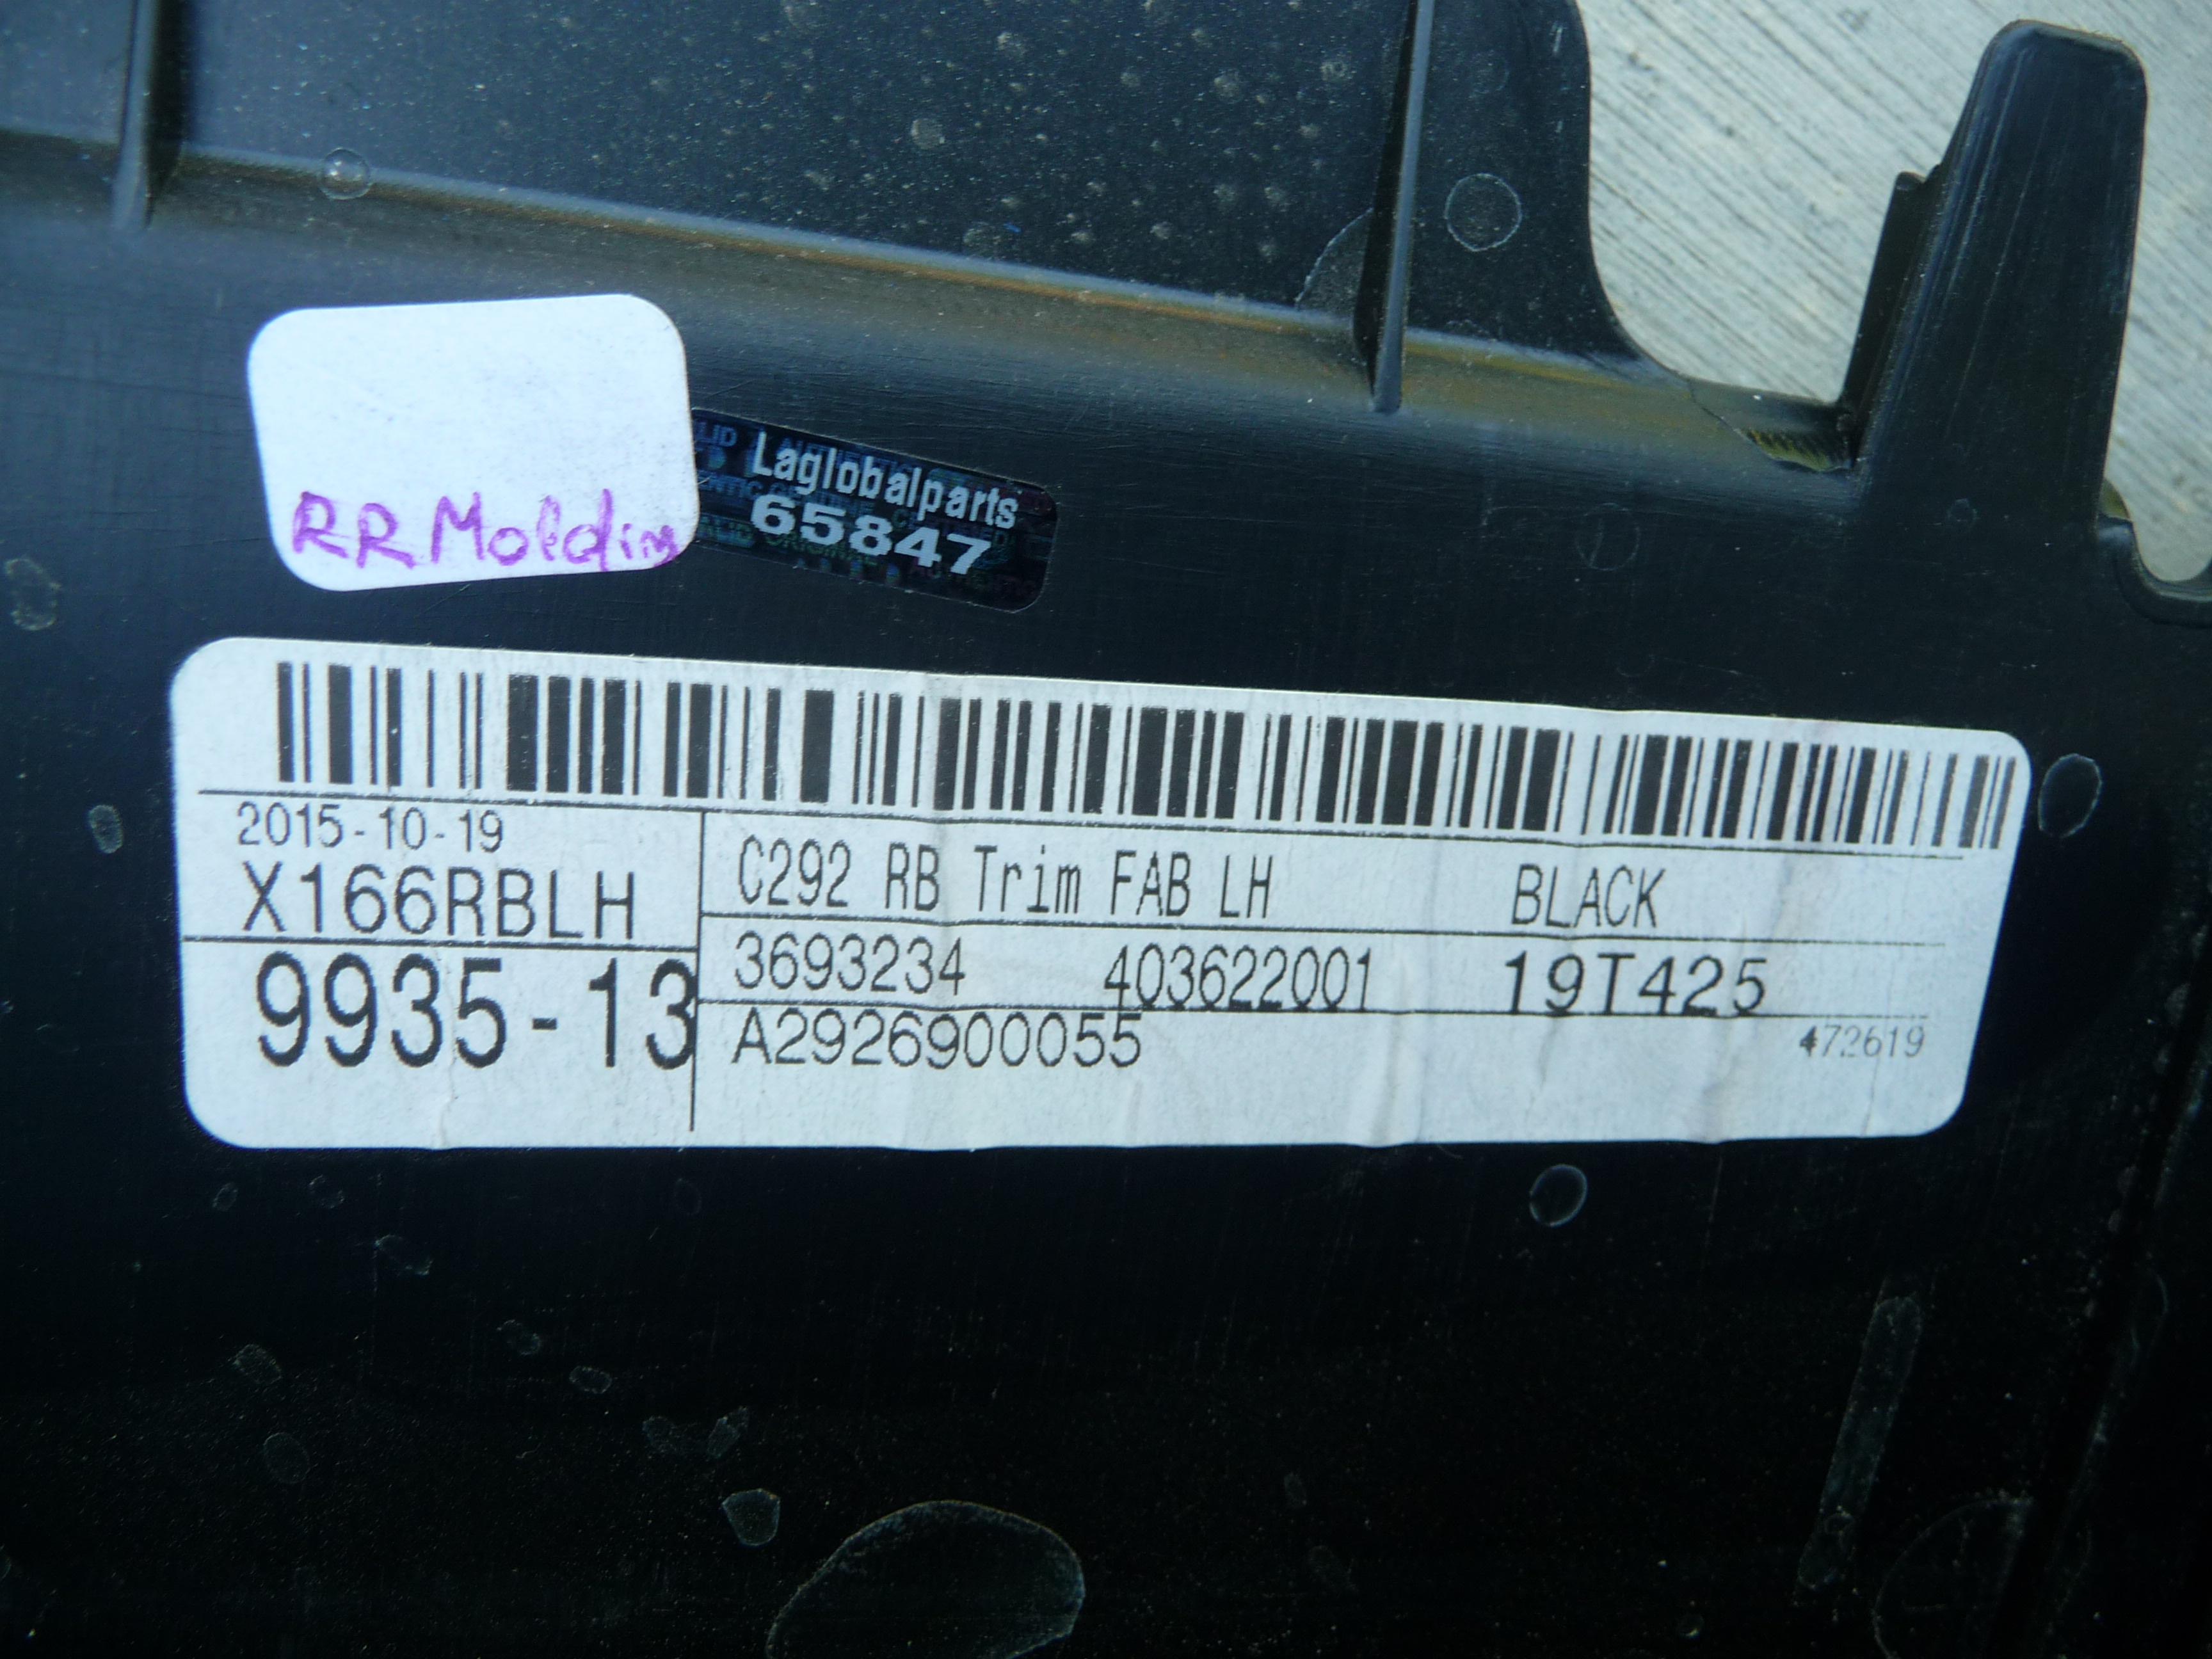 RR Moldin
Laglobalparts
65847
2015-10-19
X166RBLH
9935-13
C292 RB Trim FAB LH BLACK
3693234 403622001 19T425
A2926900055
472619